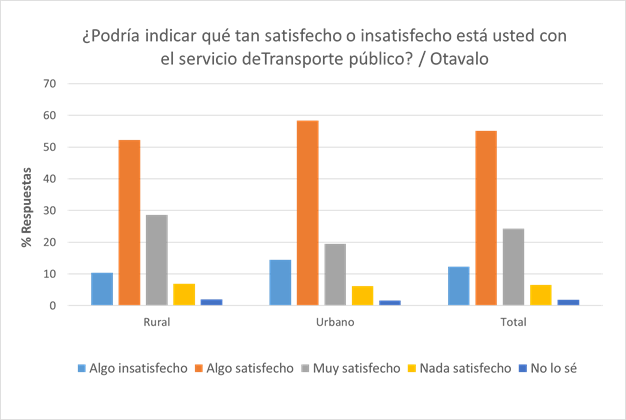 ¿Podría indicar qué tan satisfecho o insatisfecho está usted con
el servicio deTransporte público? / Otavalo
70
60
50
40
30
20
10
0
% Respuestas
Rural Urbano Total
Algo insatisfecho Algo satisfecho Muy satisfecho Nada satisfecho No lo sé